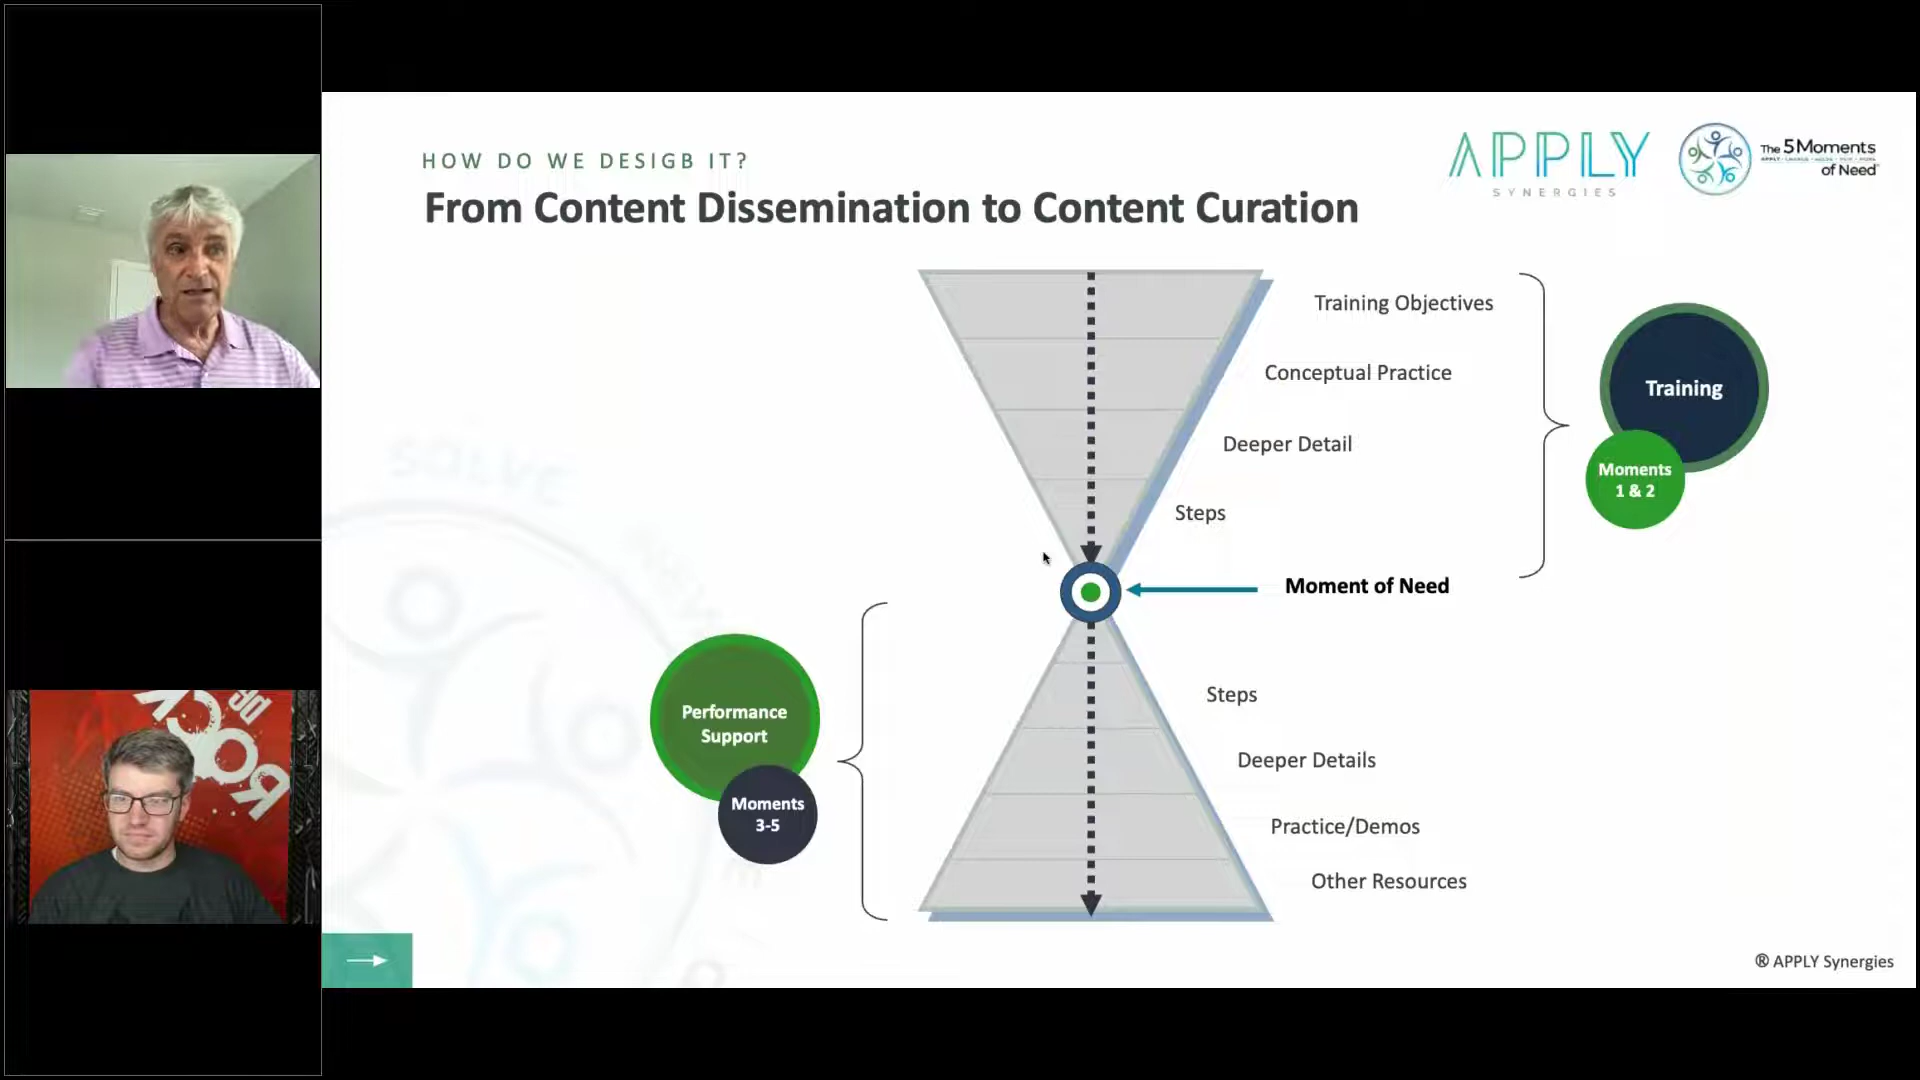 HOW DO WE DESIGB IT?
From Content Dissemination to Content Curation
APPLY
SYNERGIES
The 5 Moments
of Need
Training Objectives
Conceptual Practice
Deeper Detail
Steps
Training
Moments
1 & 2
Moment of Need
Performance
Support
Moments
3-5
Steps
Deeper Details
Practice/Demos
Other Resources
SOLVE
ROCK
® APPLY Synergies